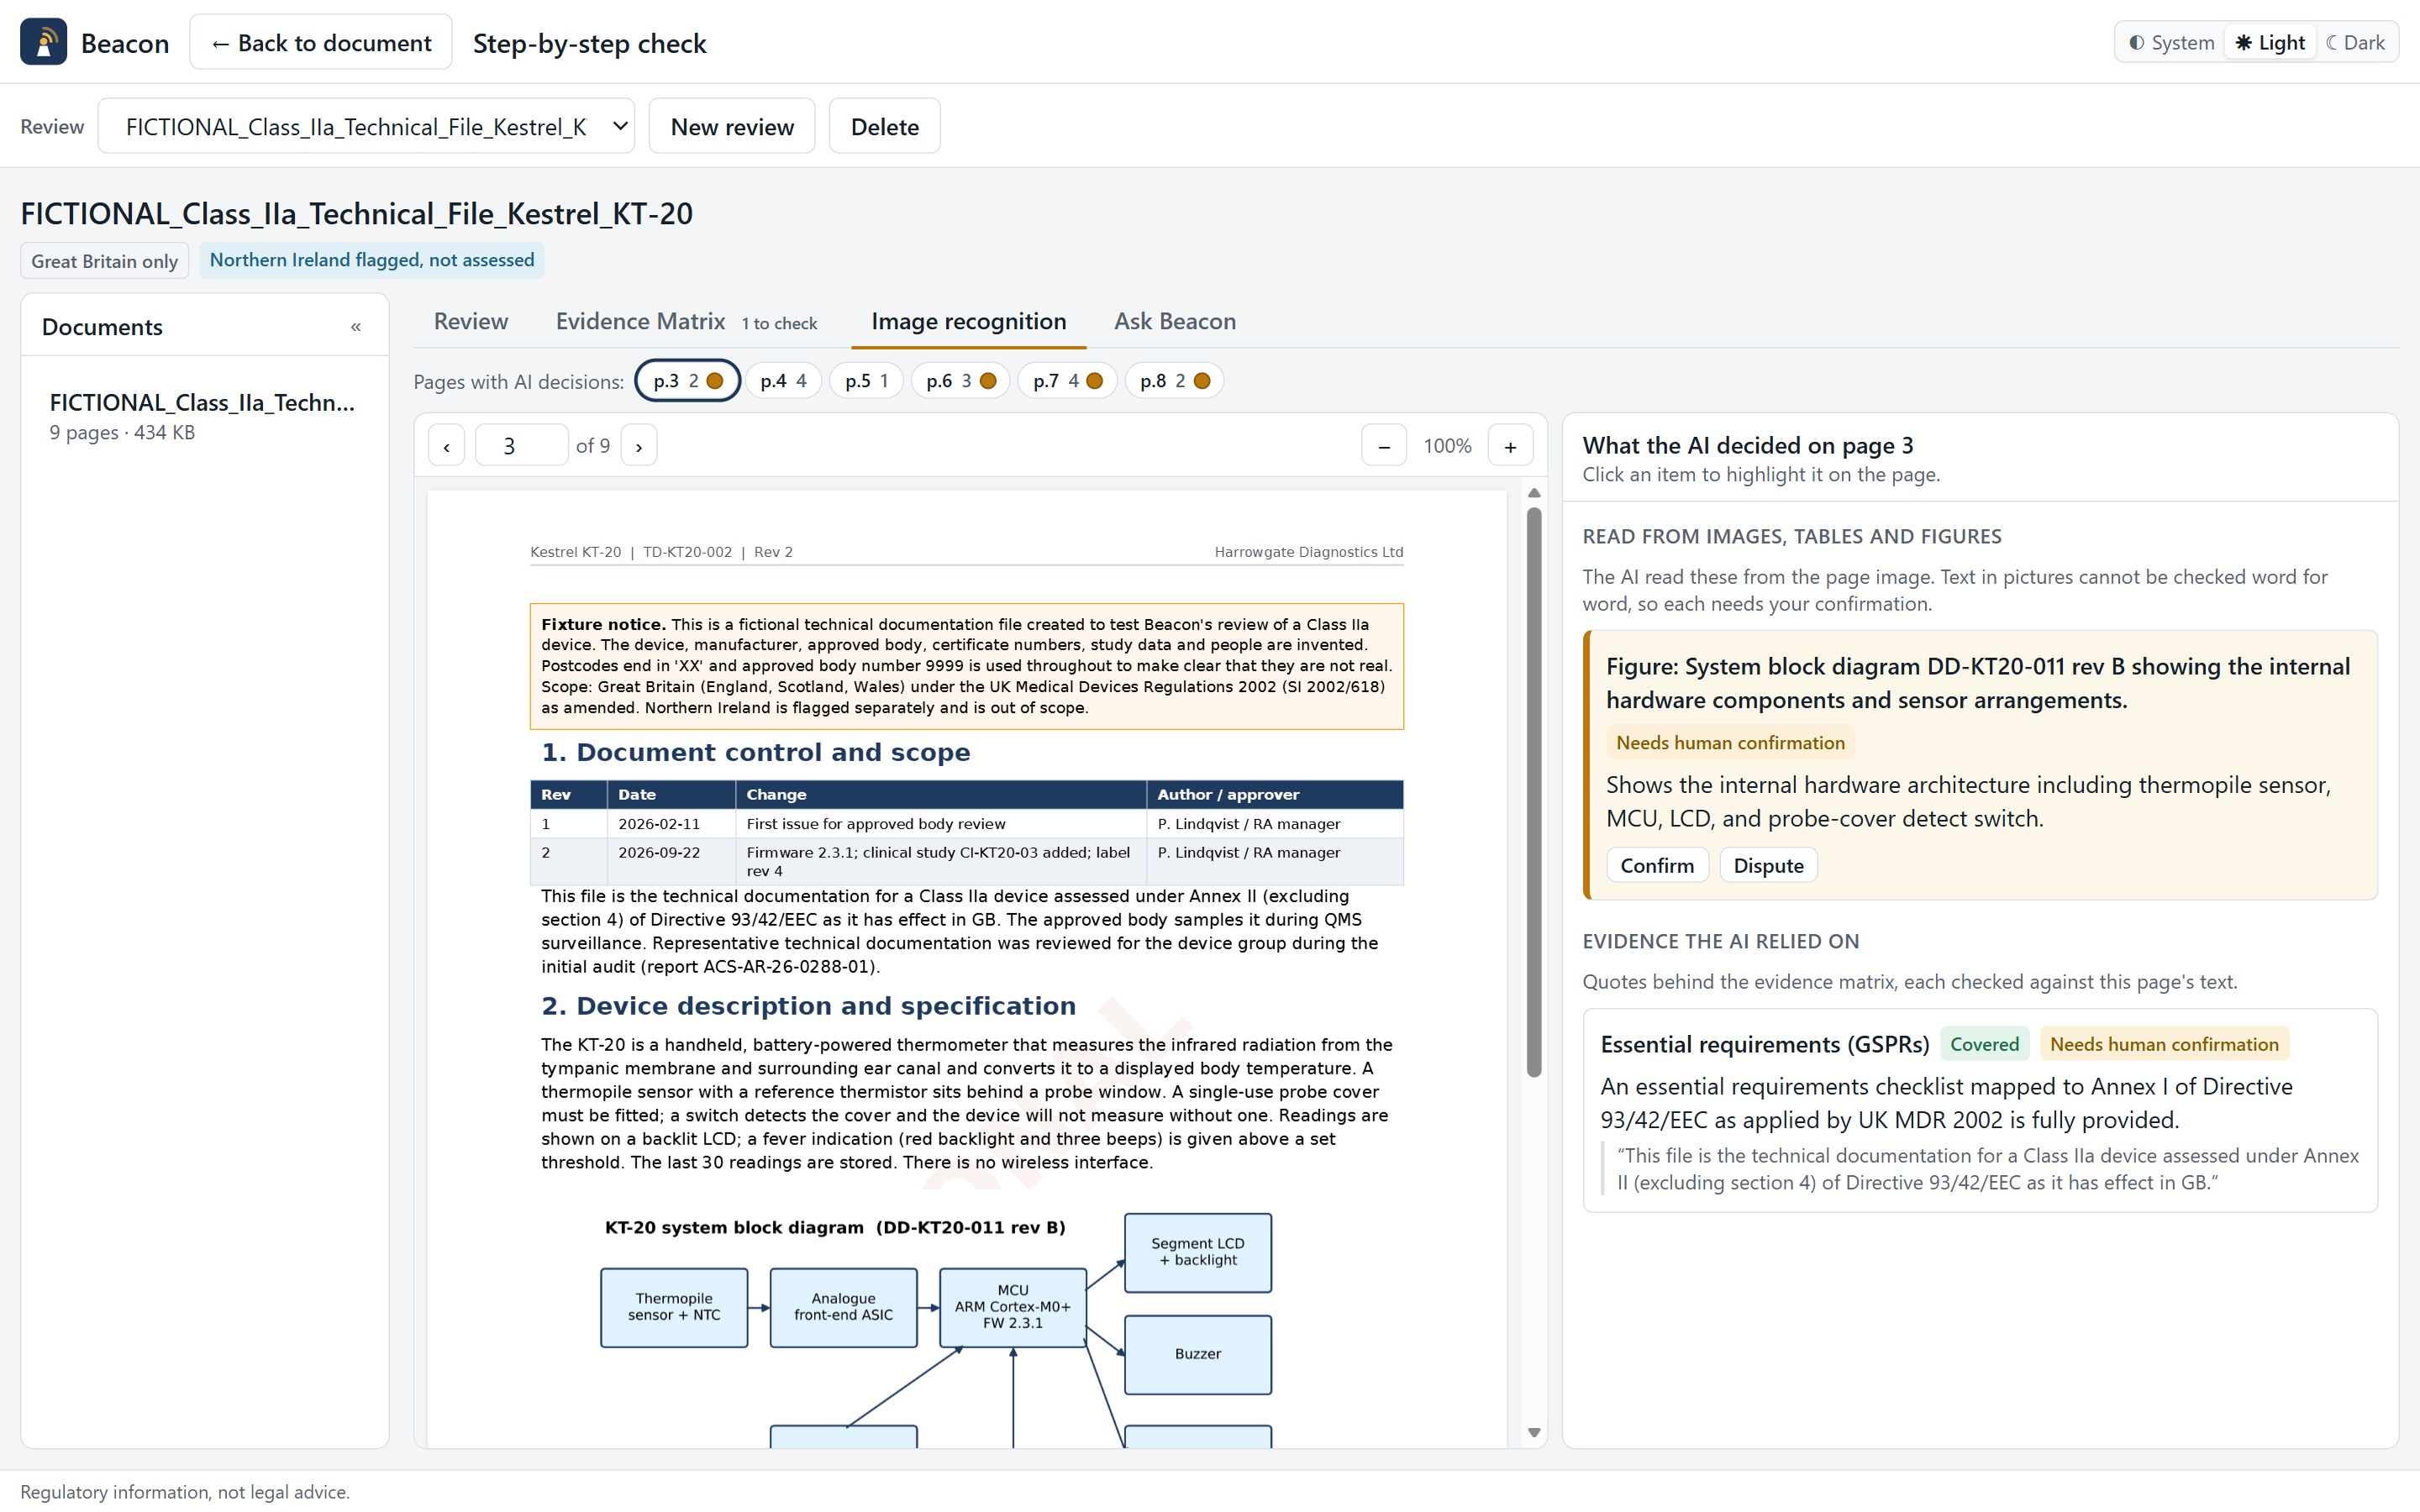 Beacon
← Back to document
Step-by-step check
System
Light
Dark
Review
FICTIONAL_Class_IIa_Technical_File_Kestrel_K
New review
Delete
FICTIONAL_Class_IIa_Technical_File_Kestrel_KT-20
Great Britain only
Northern Ireland flagged, not assessed
Documents «
FICTIONAL_Class_IIa_Techn...
9 pages · 434 KB
Review
Evidence Matrix 1 to check
Image recognition
Ask Beacon
Pages with AI decisions:
p.3 2
p.4 4
p.5 1
p.6 3
p.7 4
p.8 2
‹ 3 of 9 ›
− 100% +
Kestrel KT-20 | TD-KT20-002 | Rev 2
Harrowgate Diagnostics Ltd
Fixture notice. This is a fictional technical documentation file created to test Beacon's review of a Class IIa
device. The device, manufacturer, approved body, certificate numbers, study data and people are invented.
Postcodes end in 'XX' and approved body number 9999 is used throughout to make clear that they are not real.
Scope: Great Britain (England, Scotland, Wales) under the UK Medical Devices Regulations 2002 (SI 2002/618)
as amended. Northern Ireland is flagged separately and is out of scope.
1. Document control and scope
Rev Date Change Author / approver
1 2026-02-11 First issue for approved body review P. Lindqvist / RA manager
2 2026-09-22 Firmware 2.3.1; clinical study CI-KT20-03 added; label P. Lindqvist / RA manager
rev 4
This file is the technical documentation for a Class IIa device assessed under Annex II (excluding
section 4) of Directive 93/42/EEC as it has effect in GB. The approved body samples it during QMS
surveillance. Representative technical documentation was reviewed for the device group during the
initial audit (report ACS-AR-26-0288-01).
2. Device description and specification
The KT-20 is a handheld, battery-powered thermometer that measures the infrared radiation from the
tympanic membrane and surrounding ear canal and converts it to a displayed body temperature. A
thermopile sensor with a reference thermistor sits behind a probe window. A single-use probe cover
must be fitted; a switch detects the cover and the device will not measure without one. Readings are
shown on a backlit LCD; a fever indication (red backlight and three beeps) is given above a set
threshold. The last 30 readings are stored. There is no wireless interface.
KT-20 system block diagram (DD-KT20-011 rev B)
Segment LCD
+ backlight
Thermopile
sensor + NTC
Analogue
front-end ASIC
MCU
ARM Cortex-M0+
FW 2.3.1
Buzzer
What the AI decided on page 3
Click an item to highlight it on the page.
READ FROM IMAGES, TABLES AND FIGURES
The AI read these from the page image. Text in pictures cannot be checked word for
word, so each needs your confirmation.
Figure: System block diagram DD-KT20-011 rev B showing the internal
hardware components and sensor arrangements.
Needs human confirmation
Shows the internal hardware architecture including thermopile sensor,
MCU, LCD, and probe-cover detect switch.
Confirm
Dispute
EVIDENCE THE AI RELIED ON
Quotes behind the evidence matrix, each checked against this page's text.
Essential requirements (GSPRs) Covered Needs human confirmation
An essential requirements checklist mapped to Annex I of Directive
93/42/EEC as applied by UK MDR 2002 is fully provided.
“This file is the technical documentation for a Class IIa device assessed under Annex
II (excluding section 4) of Directive 93/42/EEC as it has effect in GB.”
Regulatory information, not legal advice.